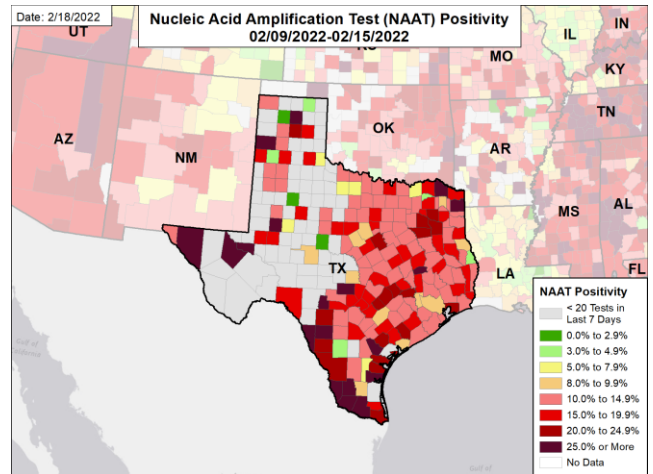 Date: 2/18/2022
Nucleic Acid Amplification Test (NAAT) Positivity
02/09/2022-02/15/2022
UT
MO
IL
IN
KY
TN
AZ
NM
OK
AR
MS
AL
TX
LA
FL
Gulf of
California
NAAT Positivity
< 20 Tests in
Last 7 Days
0.0% to 2.9%
3.0% to 4.9%
5.0% to 7.9%
8.0% to 9.9%
10.0% to 14.9%
15.0% to 19.9%
20.0% to 24.9%
25.0% or More
No Data